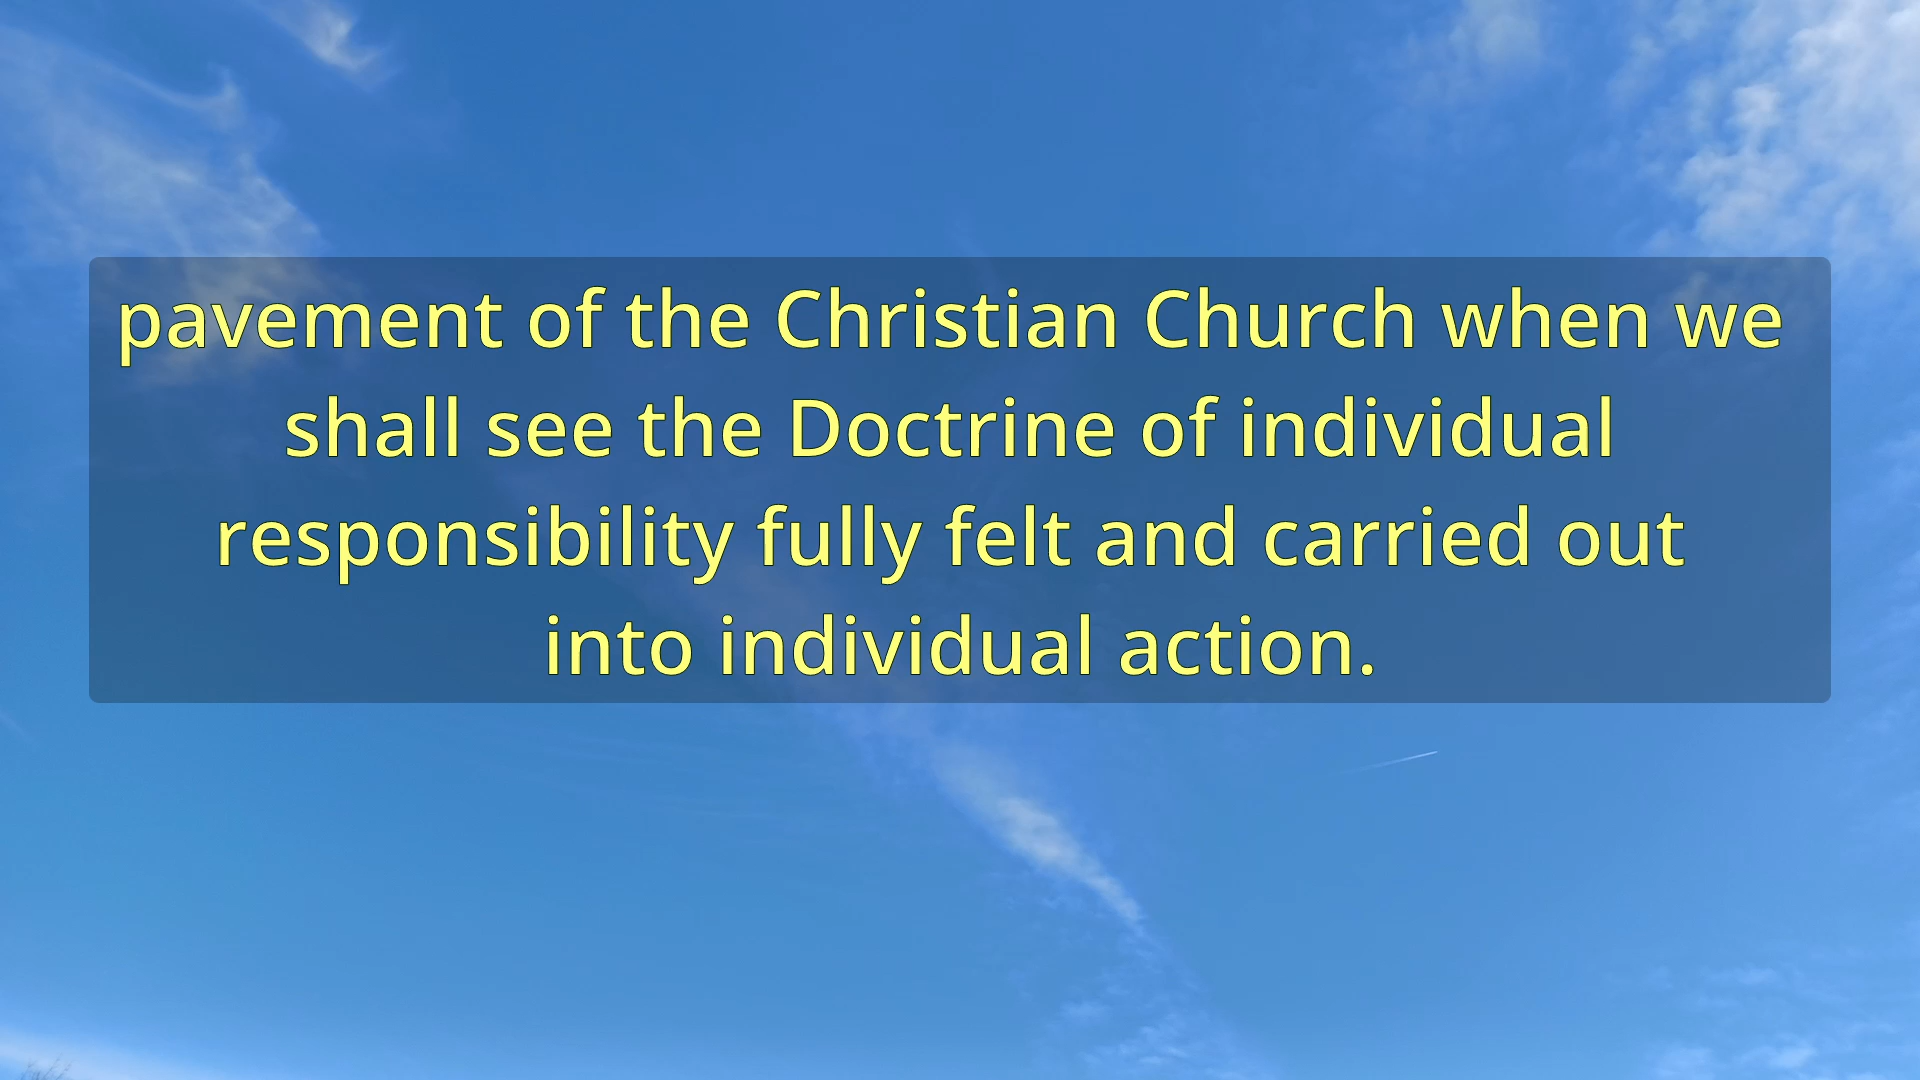 pavement of the Christian Church when we
shall see the Doctrine of individual
responsibility fully felt and carried out
into individual action.